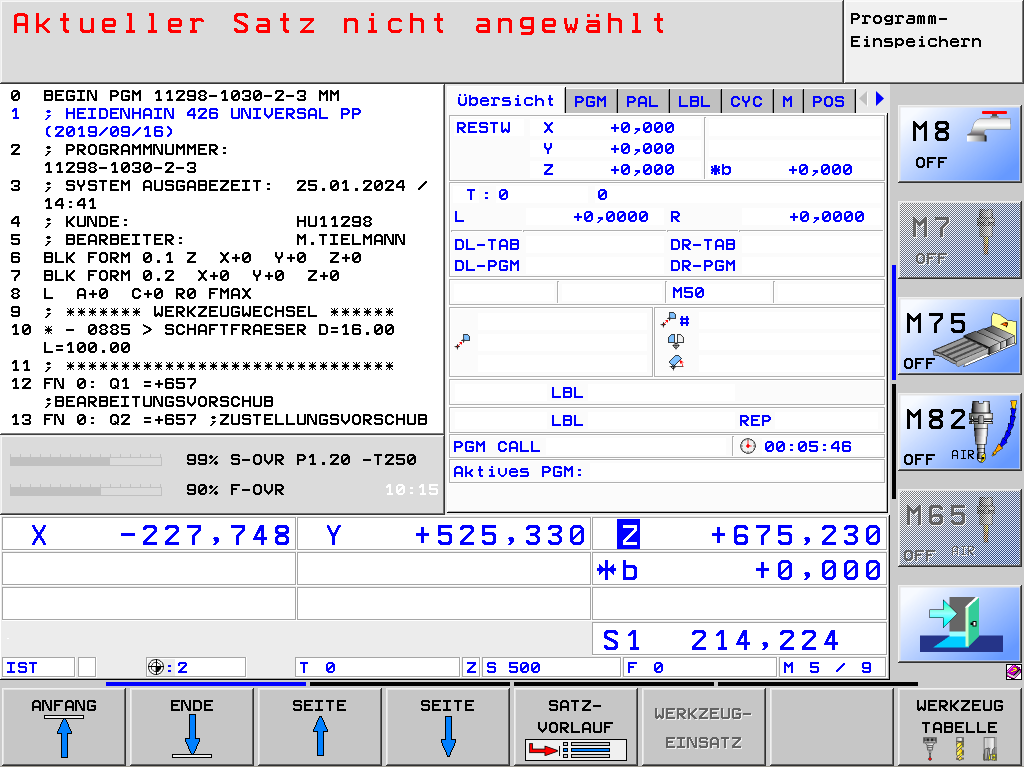 Aktueller Satz nicht angewählt
Programm-
Einspeichern
0 BEGIN PGM 11298-1030-2-3 MM
1 ; HEIDENHAIN 426 UNIVERSAL PP
(2019/09/16)
2 ; PROGRAMMNUMMER:
11298-1030-2-3
3 ; SYSTEM AUSGABEZEIT: 25.01.2024 /
14:41
4 ; KUNDE: HU11298
5 ; BEARBEITER: M.TIELMANN
6 BLK FORM 0.1 Z X+0 Y+0 Z+0
7 BLK FORM 0.2 X+0 Y+0 Z+0
8 L A+0 C+0 R0 FMAX
9 ; ******* WERKZEUGWECHSEL ******
10 * - 0885 > SCHAFTFRAESER D=16.00
L=100.00
11 ; ******************************
12 FN 0: Q1 =+657
;BEARBEITUNGSVORSCHUB
13 FN 0: Q2 =+657 ;ZUSTELLUNGSVORSCHUB
99% S-OVR P1.20 -T250
90% F-OVR 10:15
Übersicht PGM PAL LBL CYC M POS
RESTW X +0,000
Y +0,000
Z +0,000 *b +0,000
T : 0 0
L +0,0000 R +0,0000
DL-TAB DR-TAB
DL-PGM DR-PGM
M50
#
LBL
LBL REP
PGM CALL 00:05:46
Aktives PGM:
X -227,748 Y +525,330 Z +675,230
*b +0,000
S1 214,224
IST :2 T 0 Z S 500 F 0 M 5 / 9
M8
OFF
M7
OFF
M75
OFF
M82
OFF AIR
M65
OFF AIR
ANFANG
ENDE
SEITE
SEITE
SATZ-
VORLAUF
WERKZEUG-
EINSATZ
WERKZEUG
TABELLE